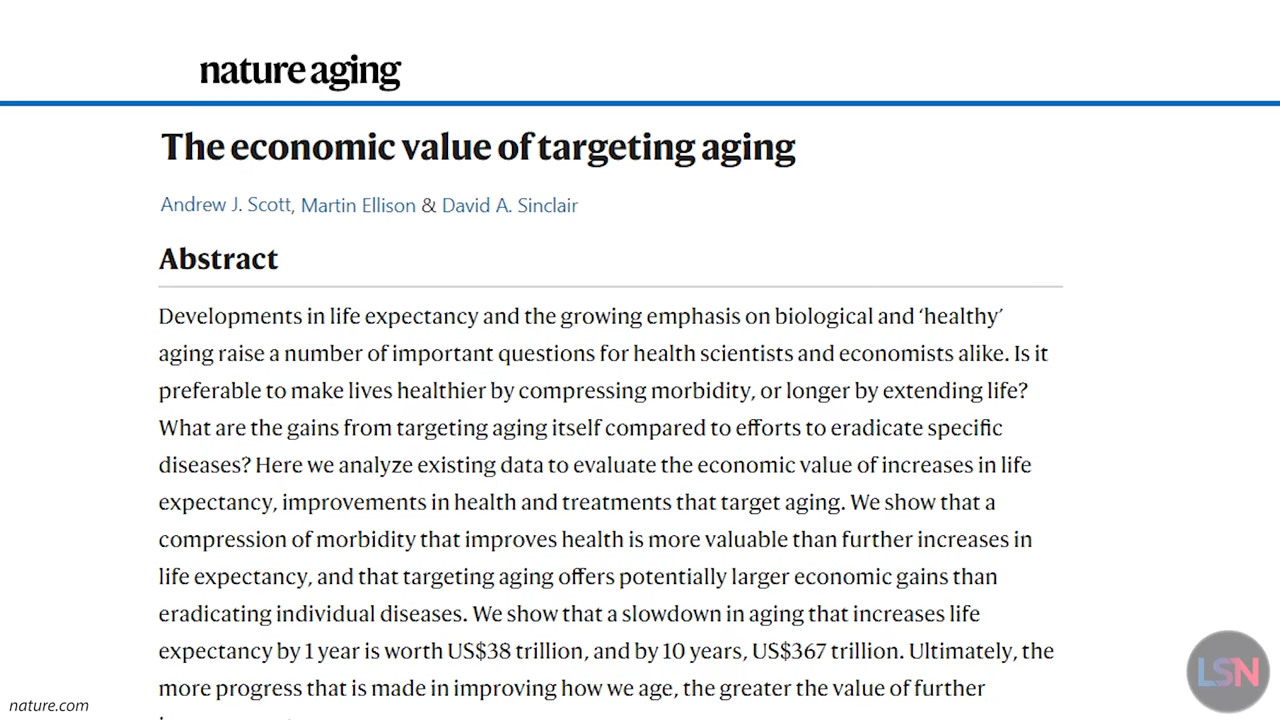 nature aging
The economic value of targeting aging
Andrew J. Scott, Martin Ellison & David A. Sinclair
Abstract
Developments in life expectancy and the growing emphasis on biological and ‘healthy’
aging raise a number of important questions for health scientists and economists alike. Is it
preferable to make lives healthier by compressing morbidity, or longer by extending life?
What are the gains from targeting aging itself compared to efforts to eradicate specific
diseases? Here we analyze existing data to evaluate the economic value of increases in life
expectancy, improvements in health and treatments that target aging. We show that a
compression of morbidity that improves health is more valuable than further increases in
life expectancy, and that targeting aging offers potentially larger economic gains than
eradicating individual diseases. We show that a slowdown in aging that increases life
expectancy by 1 year is worth US$38 trillion, and by 10 years, US$367 trillion. Ultimately, the
more progress that is made in improving how we age, the greater the value of further
nature.com
LSN